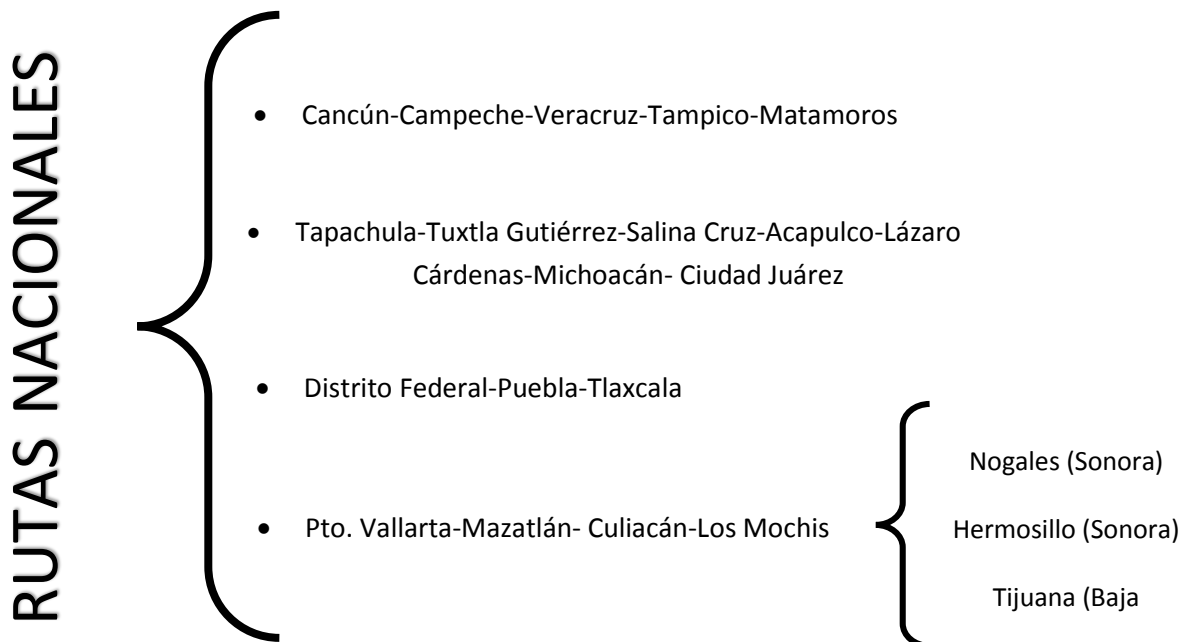 RUTAS NACIONALES
• Cancún-Campeche-Veracruz-Tampico-Matamoros
• Tapachula-Tuxtla Gutiérrez-Salina Cruz-Acapulco-Lázaro
Cárdenas-Michoacán- Ciudad Juárez
• Distrito Federal-Puebla-Tlaxcala
• Pto. Vallarta-Mazatlán- Culiacán-Los Mochis
Nogales (Sonora)
Hermosillo (Sonora)
Tijuana (Baja